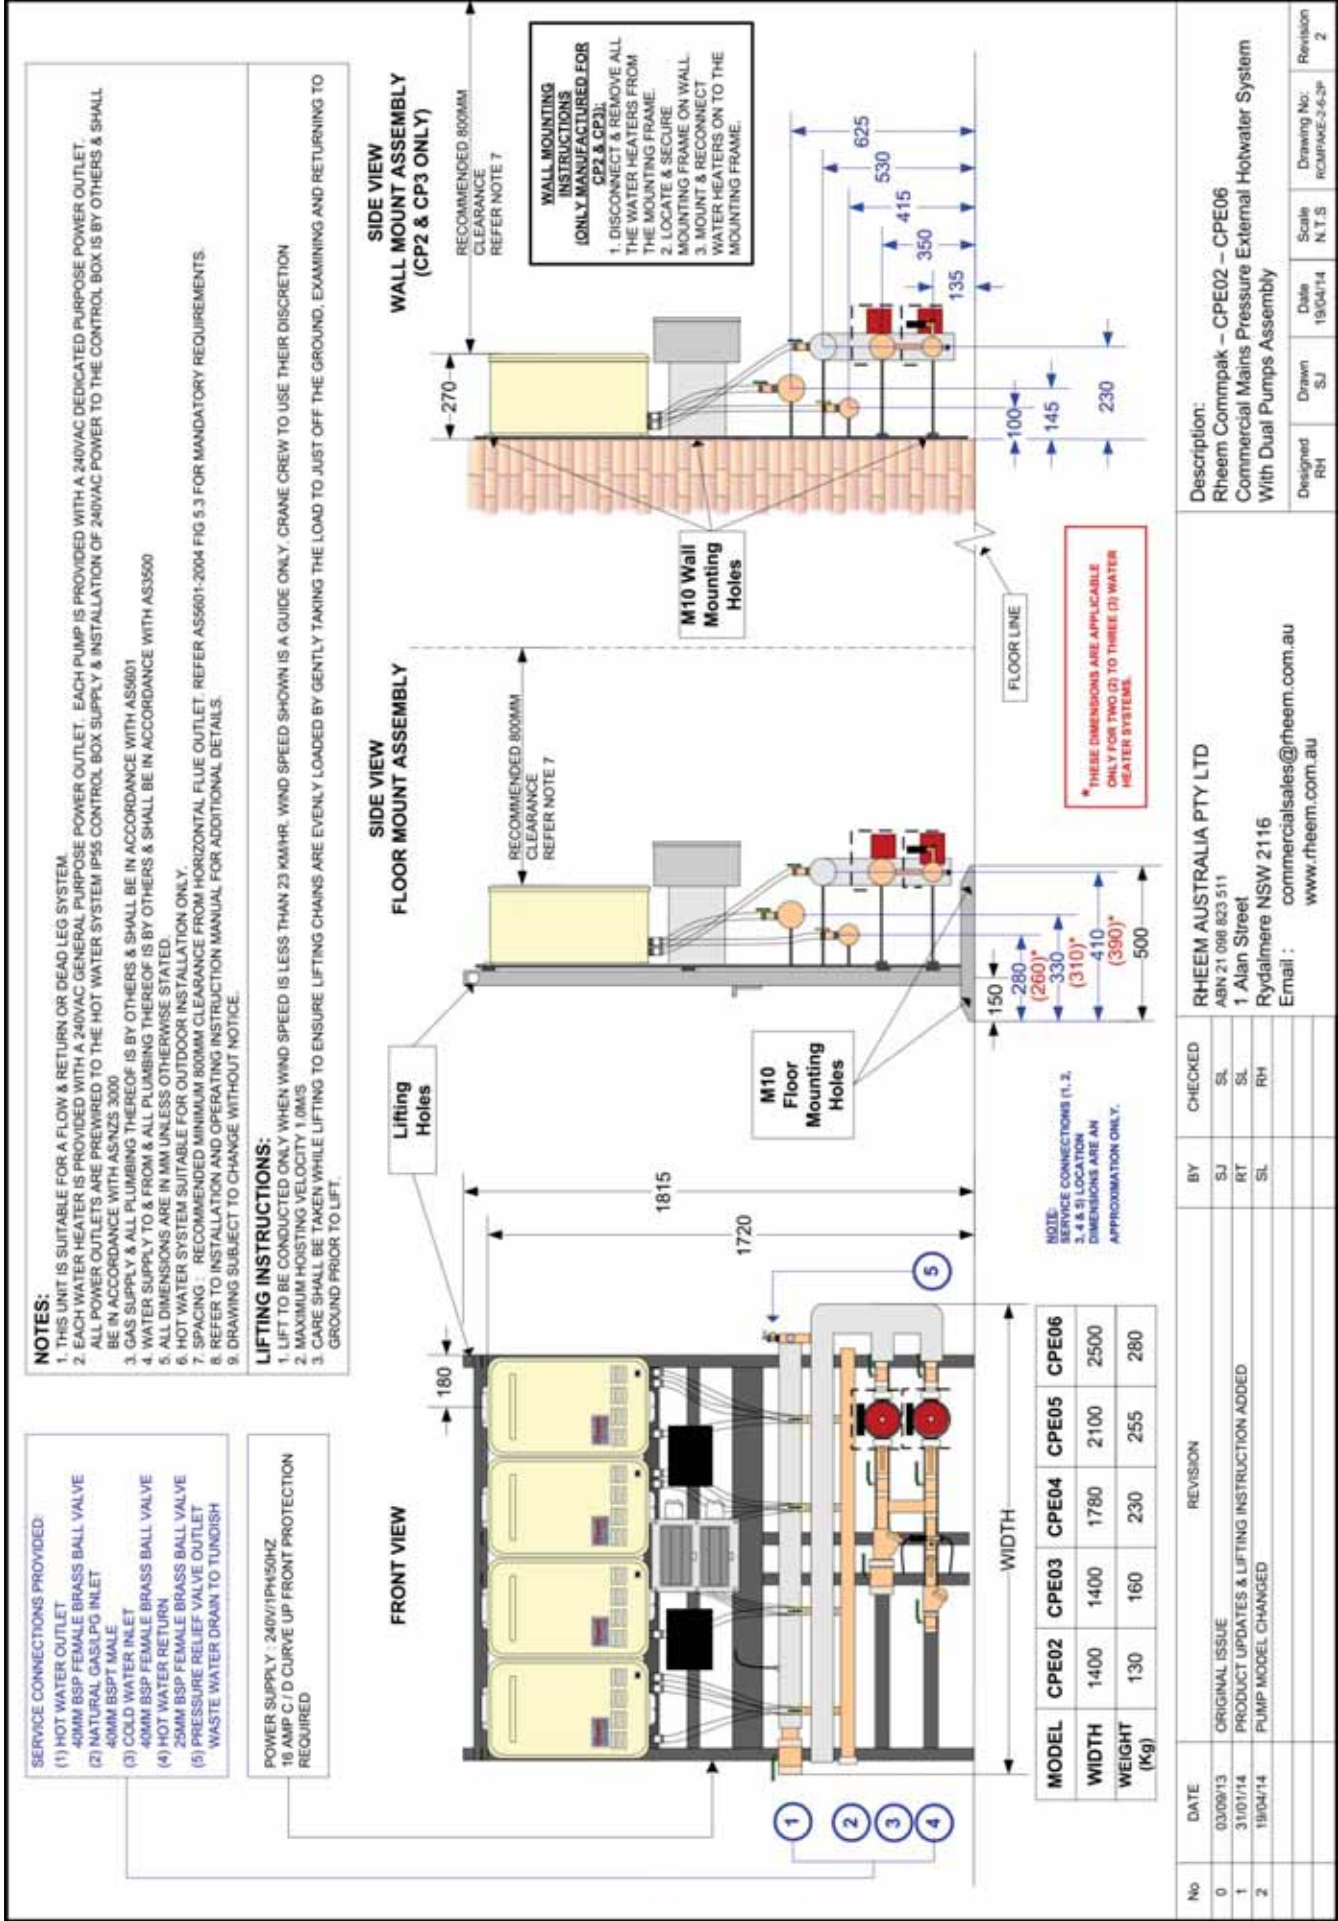 NOTES:
1. THIS UNIT IS SUITABLE FOR A FLOW & RETURN OR DEAD LEG SYSTEM.
2. EACH WATER HEATER IS PROVIDED WITH A 240VAC GENERAL PURPOSE POWER OUTLET. EACH PUMP IS PROVIDED WITH A 240VAC DEDICATED PURPOSE POWER OUTLET.
ALL POWER OUTLETS ARE PREWIRED TO THE HOT WATER SYSTEM IP55 CONTROL BOX SUPPLY & INSTALLATION OF 240VAC POWER TO THE CONTROL BOX IS BY OTHERS & SHALL
BE IN ACCORDANCE WITH AS/NZS 3000
3. GAS SUPPLY & ALL PLUMBING THEREOF IS BY OTHERS & SHALL BE IN ACCORDANCE WITH AS5601
4. WATER SUPPLY TO & FROM & ALL PLUMBING THEREOF IS BY OTHERS & SHALL BE IN ACCORDANCE WITH AS3500
5. ALL DIMENSIONS ARE IN MM UNLESS OTHERWISE STATED.
6. HOT WATER SYSTEM SUITABLE FOR OUTDOOR INSTALLATION ONLY.
7. SPACING : RECOMMENDED MINIMUM 800MM CLEARANCE FROM HORIZONTAL FLUE OUTLET. REFER AS5601-2004 FIG 5.3 FOR MANDATORY REQUIREMENTS.
8. REFER TO INSTALLATION AND OPERATING INSTRUCTION MANUAL FOR ADDITIONAL DETAILS.
9. DRAWING SUBJECT TO CHANGE WITHOUT NOTICE.
LIFTING INSTRUCTIONS:
1. LIFT TO BE CONDUCTED ONLY WHEN WIND SPEED IS LESS THAN 23 KM/HR. WIND SPEED SHOWN IS A GUIDE ONLY. CRANE CREW TO USE THEIR DISCRETION
2. MAXIMUM HOISTING VELOCITY 1.0M/S
3. CARE SHALL BE TAKEN WHILE LIFTING TO ENSURE LIFTING CHAINS ARE EVENLY LOADED BY GENTLY TAKING THE LOAD TO JUST OFF THE GROUND, EXAMINING AND RETURNING TO
GROUND PRIOR TO LIFT.
SERVICE CONNECTIONS PROVIDED:
(1) HOT WATER OUTLET
40MM BSP FEMALE BRASS BALL VALVE
(2) NATURAL GAS/LPG INLET
40MM BSPT MALE
(3) COLD WATER INLET
40MM BSP FEMALE BRASS BALL VALVE
(4) HOT WATER RETURN
25MM BSP FEMALE BRASS BALL VALVE
(5) PRESSURE RELIEF VALVE OUTLET
WASTE WATER DRAIN TO TUNDISH
POWER SUPPLY : 240V/1PH/50HZ
16 AMP C / D CURVE UP FRONT PROTECTION
REQUIRED
FRONT VIEW
180
Lifting
Holes
1815
1720
1
2
3
4
5
WIDTH
MODEL CPE02 CPE03 CPE04 CPE05 CPE06
WIDTH 1400 1400 1780 2100 2500
WEIGHT (Kg) 130 160 230 255 280
NOTE:
SERVICE CONNECTIONS (1, 2,
3, 4 & 5) LOCATION
DIMENSIONS ARE AN
APPROXIMATION ONLY.
SIDE VIEW
FLOOR MOUNT ASSEMBLY
RECOMMENDED 800MM
CLEARANCE
REFER NOTE 7
M10
Floor
Mounting
Holes
150
280
(260)*
330
(310)*
410
(390)*
500
FLOOR LINE
*THESE DIMENSIONS ARE APPLICABLE
ONLY FOR TWO (2) TO THREE (3) WATER
HEATER SYSTEMS.
SIDE VIEW
WALL MOUNT ASSEMBLY
(CP2 & CP3 ONLY)
RECOMMENDED 800MM
CLEARANCE
REFER NOTE 7
270
M10 Wall
Mounting
Holes
WALL MOUNTING
INSTRUCTIONS
(ONLY MANUFACTURED FOR
CP2 & CP3):
1. DISCONNECT & REMOVE ALL
THE WATER HEATERS FROM
THE MOUNTING FRAME.
2. LOCATE & SECURE
MOUNTING FRAME ON WALL.
3. MOUNT & RECONNECT
WATER HEATERS ON TO THE
MOUNTING FRAME.
625
530
415
350
135
100
145
230
No DATE REVISION BY CHECKED
0 03/09/13 ORIGINAL ISSUE SJ SL
1 31/01/14 PRODUCT UPDATES & LIFTING INSTRUCTION ADDED RT SL
2 19/04/14 PUMP MODEL CHANGED SL RH
RHEEM AUSTRALIA PTY LTD
ABN 21 098 823 511
1 Alan Street
Rydalmere NSW 2116
Email : commercialsales@rheem.com.au
www.rheem.com.au
Description:
Rheem Commpak – CPE02 – CPE06
Commercial Mains Pressure External Hotwater System
With Dual Pumps Assembly
Designed RH
Drawn SJ
Date 19/04/14
Scale N.T.S
Drawing No:
Revision 2